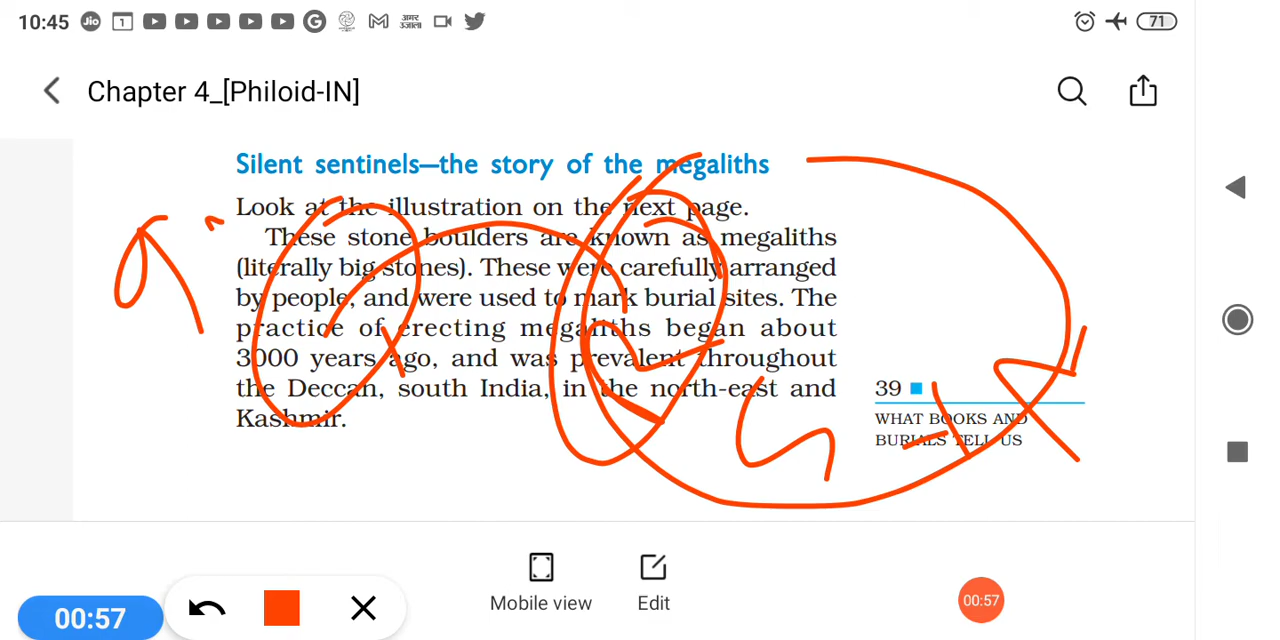 10:45 Jio 1 G M अमर उजाला 71
Chapter 4_[Philoid-IN]
Silent sentinels—the story of the megaliths
Look at the illustration on the next page.
These stone boulders are known as megaliths
(literally big stones). These were carefully arranged
by people, and were used to mark burial sites. The
practice of erecting megaliths began about
3000 years ago, and was prevalent throughout
the Deccan, south India, in the north-east and
Kashmir.
39
WHAT BOOKS AND
BURIALS TELL US
Mobile view
Edit
00:57
00:57